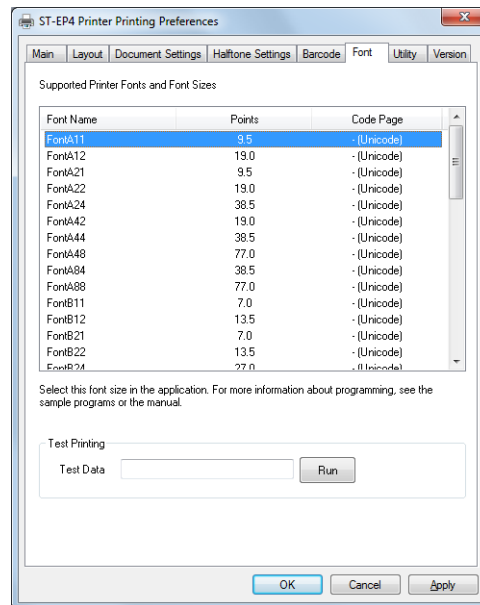 ST-EP4 Printer Printing Preferences
Main Layout Document Settings Halftone Settings Barcode Font Utility Version
Supported Printer Fonts and Font Sizes
Font Name Points Code Page
FontA11 9.5 - (Unicode)
FontA12 19.0 - (Unicode)
FontA21 9.5 - (Unicode)
FontA22 19.0 - (Unicode)
FontA24 38.5 - (Unicode)
FontA42 19.0 - (Unicode)
FontA44 38.5 - (Unicode)
FontA48 77.0 - (Unicode)
FontA84 38.5 - (Unicode)
FontA88 77.0 - (Unicode)
FontB11 7.0 - (Unicode)
FontB12 13.5 - (Unicode)
FontB21 7.0 - (Unicode)
FontB22 13.5 - (Unicode)
FontB24 27.0 - (Unicode)
Select this font size in the application. For more information about programming, see the
sample programs or the manual.
Test Printing
Test Data Run
OK Cancel Apply